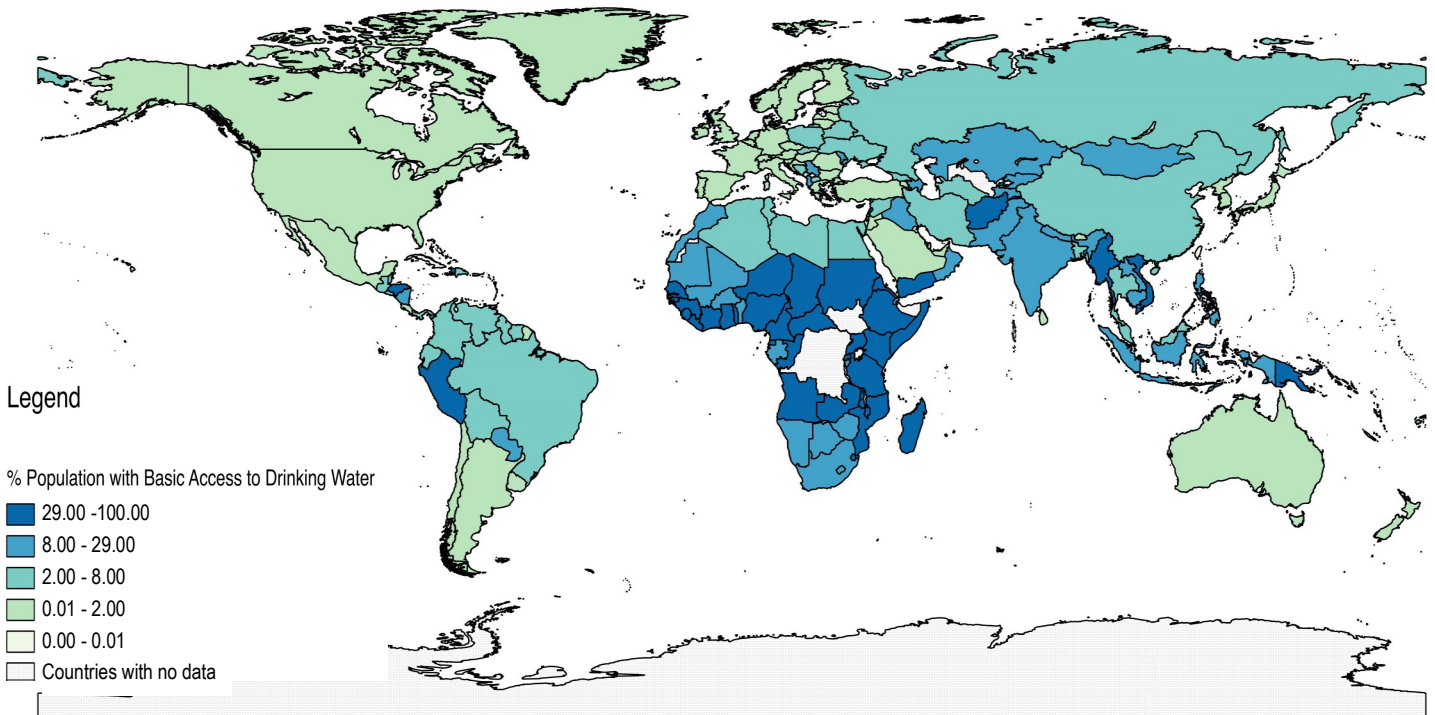 Legend
% Population with Basic Access to Drinking Water
29.00 -100.00
8.00 - 29.00
2.00 - 8.00
0.01 - 2.00
0.00 - 0.01
Countries with no data